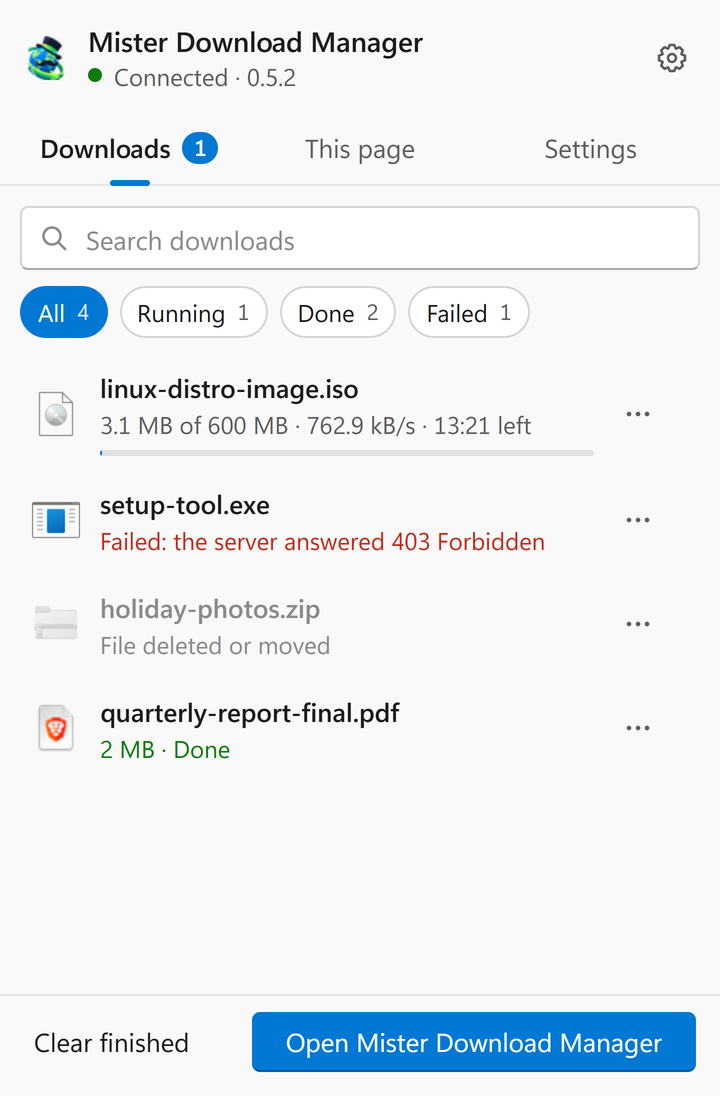 Mister Download Manager
Connected · 0.5.2
Downloads 1
This page
Settings
Search downloads
All 4
Running 1
Done 2
Failed 1
linux-distro-image.iso
3.1 MB of 600 MB · 762.9 kB/s · 13:21 left
setup-tool.exe
Failed: the server answered 403 Forbidden
holiday-photos.zip
File deleted or moved
quarterly-report-final.pdf
2 MB · Done
Clear finished
Open Mister Download Manager